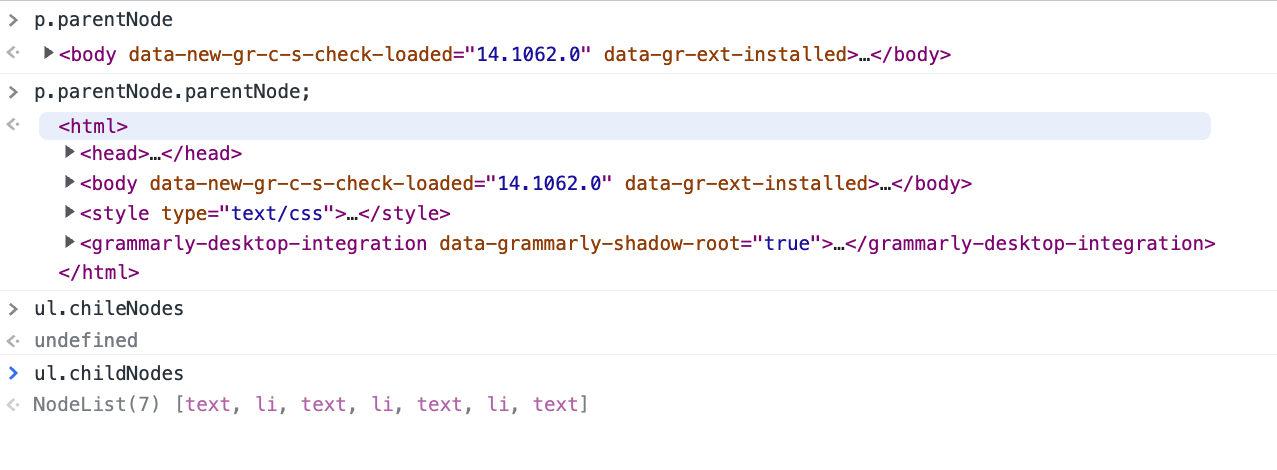 p.parentNode
<body data-new-gr-c-s-check-loaded="14.1062.0" data-gr-ext-installed>…</body>
p.parentNode.parentNode;
<html>
<head>…</head>
<body data-new-gr-c-s-check-loaded="14.1062.0" data-gr-ext-installed>…</body>
<style type="text/css">…</style>
<grammarly-desktop-integration data-grammarly-shadow-root="true">…</grammarly-desktop-integration>
</html>
ul.chileNodes
undefined
ul.childNodes
NodeList(7) [text, li, text, li, text, li, text]